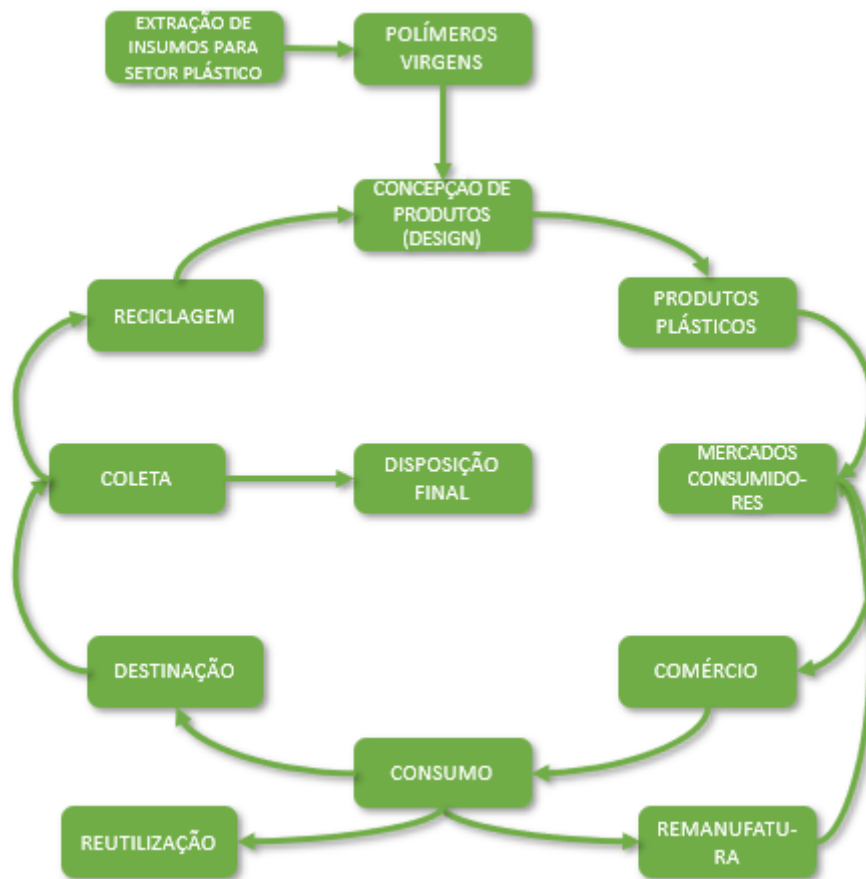 EXTRAÇÃO DE
INSUMOS PARA
SETOR PLÁSTICO
POLÍMEROS
VIRGENS
CONCEPÇÃO DE
PRODUTOS
(DESIGN)
RECICLAGEM
PRODUTOS
PLÁSTICOS
COLETA
DISPOSIÇÃO
FINAL
MERCADOS
CONSUMIDO-
RES
DESTINAÇÃO
COMÉRCIO
CONSUMO
REUTILIZAÇÃO
REMANUFATU-
RA